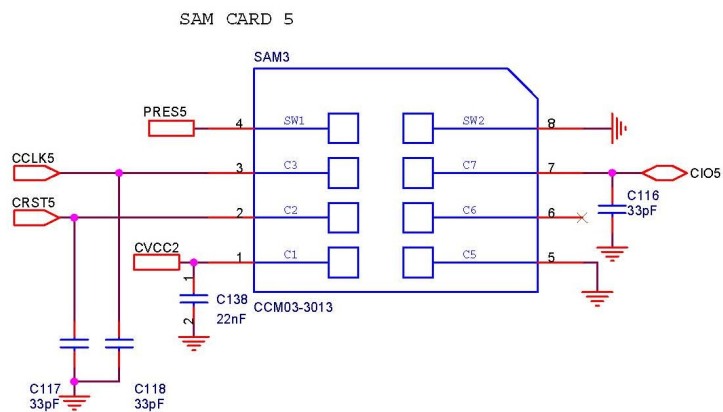 SAM CARD 5
SAM3
PRES5 4 SW1 SW2 8
CCLK5 3 C3 C7 7 CIO5
C116
33pF
CRST5 2 C2 C6 6
CVCC2 1 C1 C5 5
1
C138
22nF
2
CCM03-3013
C117 C118
33pF 33pF